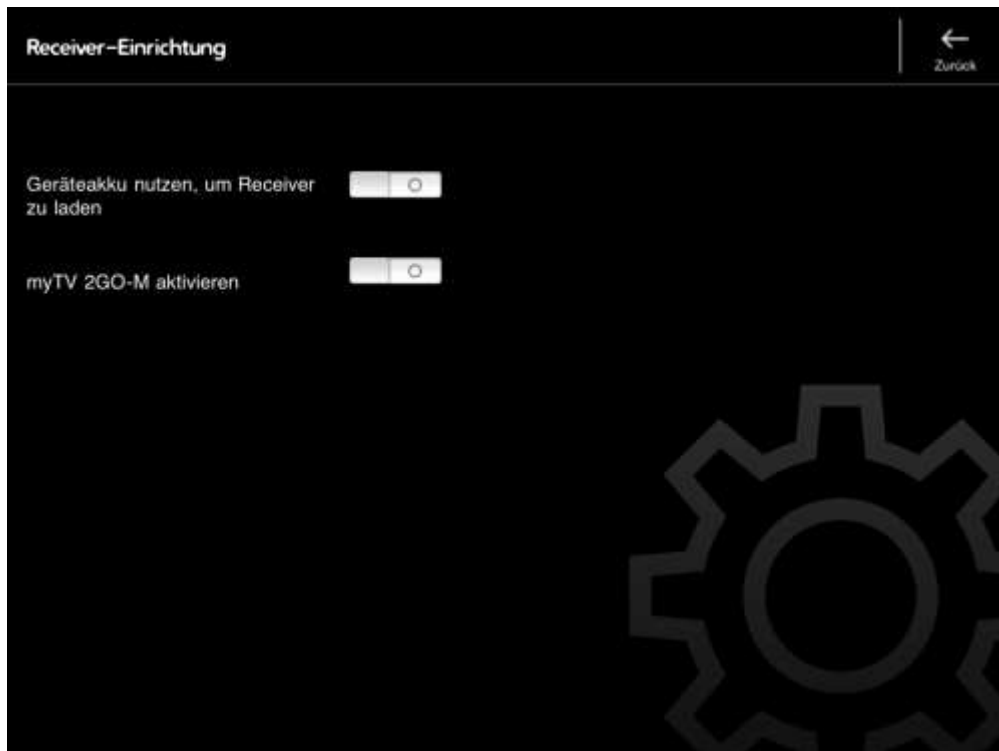 Receiver-Einrichtung
Zurück
Geräteakku nutzen, um Receiver
zu laden
myTV 2GO-M aktivieren